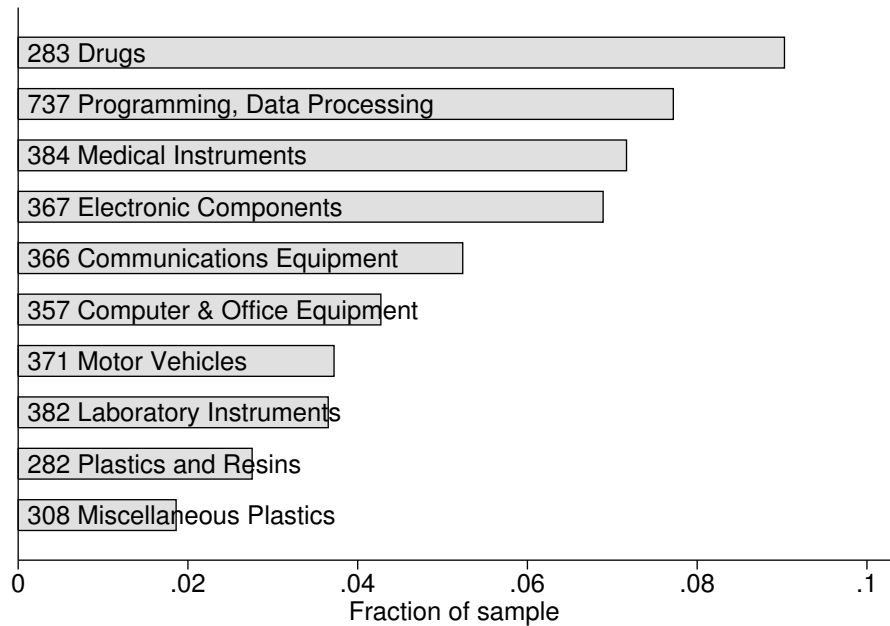 283 Drugs
737 Programming, Data Processing
384 Medical Instruments
367 Electronic Components
366 Communications Equipment
357 Computer & Office Equipment
371 Motor Vehicles
382 Laboratory Instruments
282 Plastics and Resins
308 Miscellaneous Plastics
0 .02 .04 .06 .08 .1
Fraction of sample